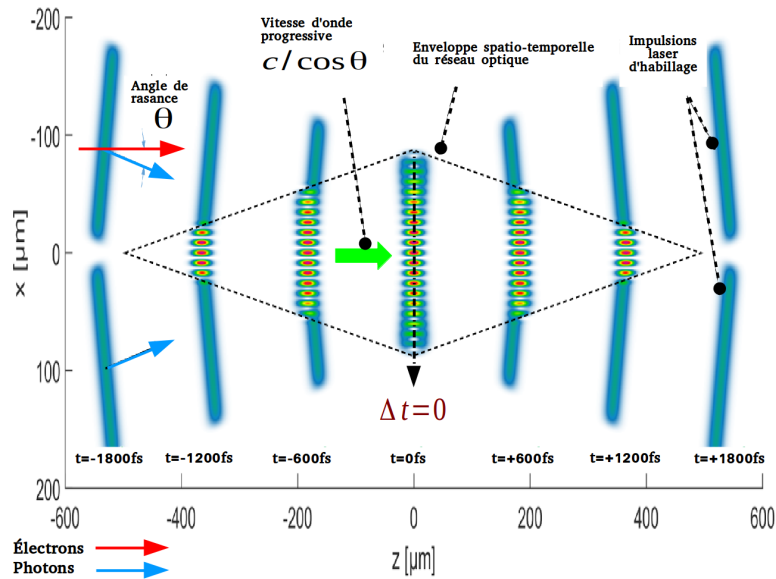 Vitesse d'onde
progressive
c/cosθ
Enveloppe spatio-temporelle
du réseau optique
Impulsions
laser
d'habillage
Angle de
rasance
θ
-200
-100
0
100
200
x [µm]
Δt=0
t=-1800fs
t=-1200fs
t=-600fs
t=0fs
t=+600fs
t=+1200fs
t=+1800fs
-600
-400
-200
0
200
400
600
z [µm]
Électrons
Photons